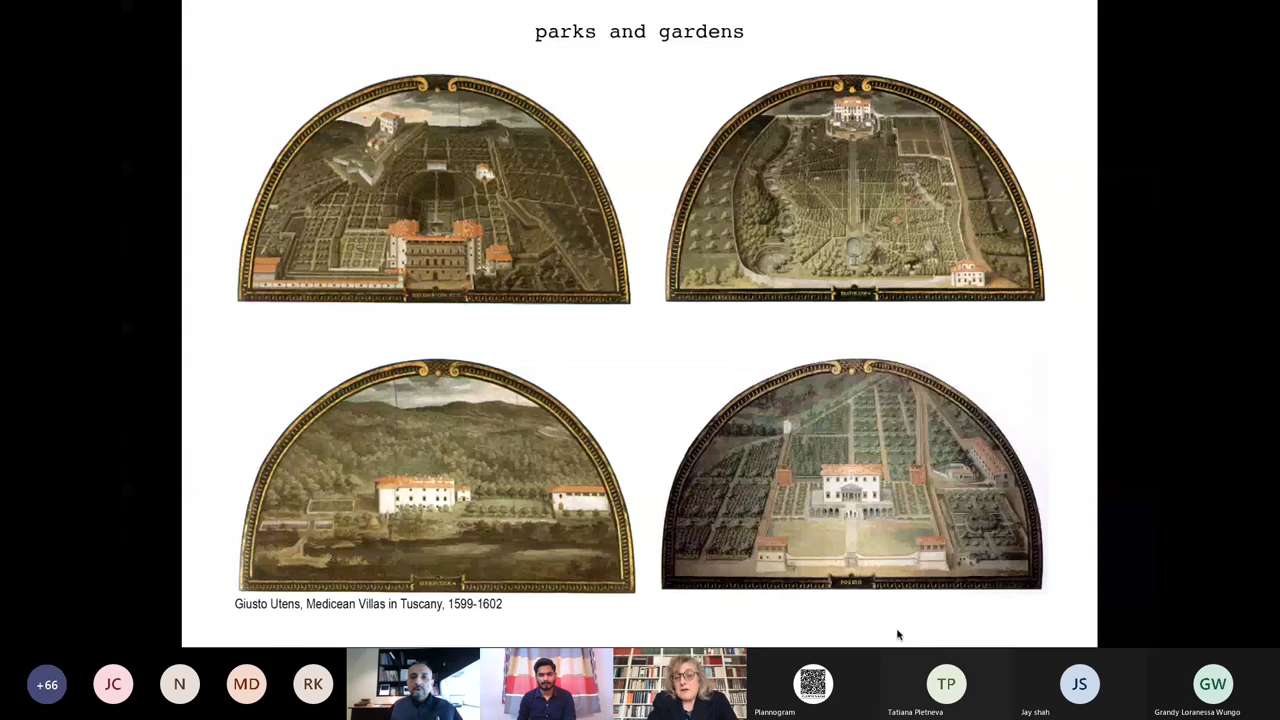 parks and gardens
POGGIO
Giusto Utens, Medicean Villas in Tuscany, 1599-1602
+66
JC
N
MD
RK
Plannogram
TP
Tatiana Pletneva
JS
Jay shah
GW
Grandy Loranessa Wungo